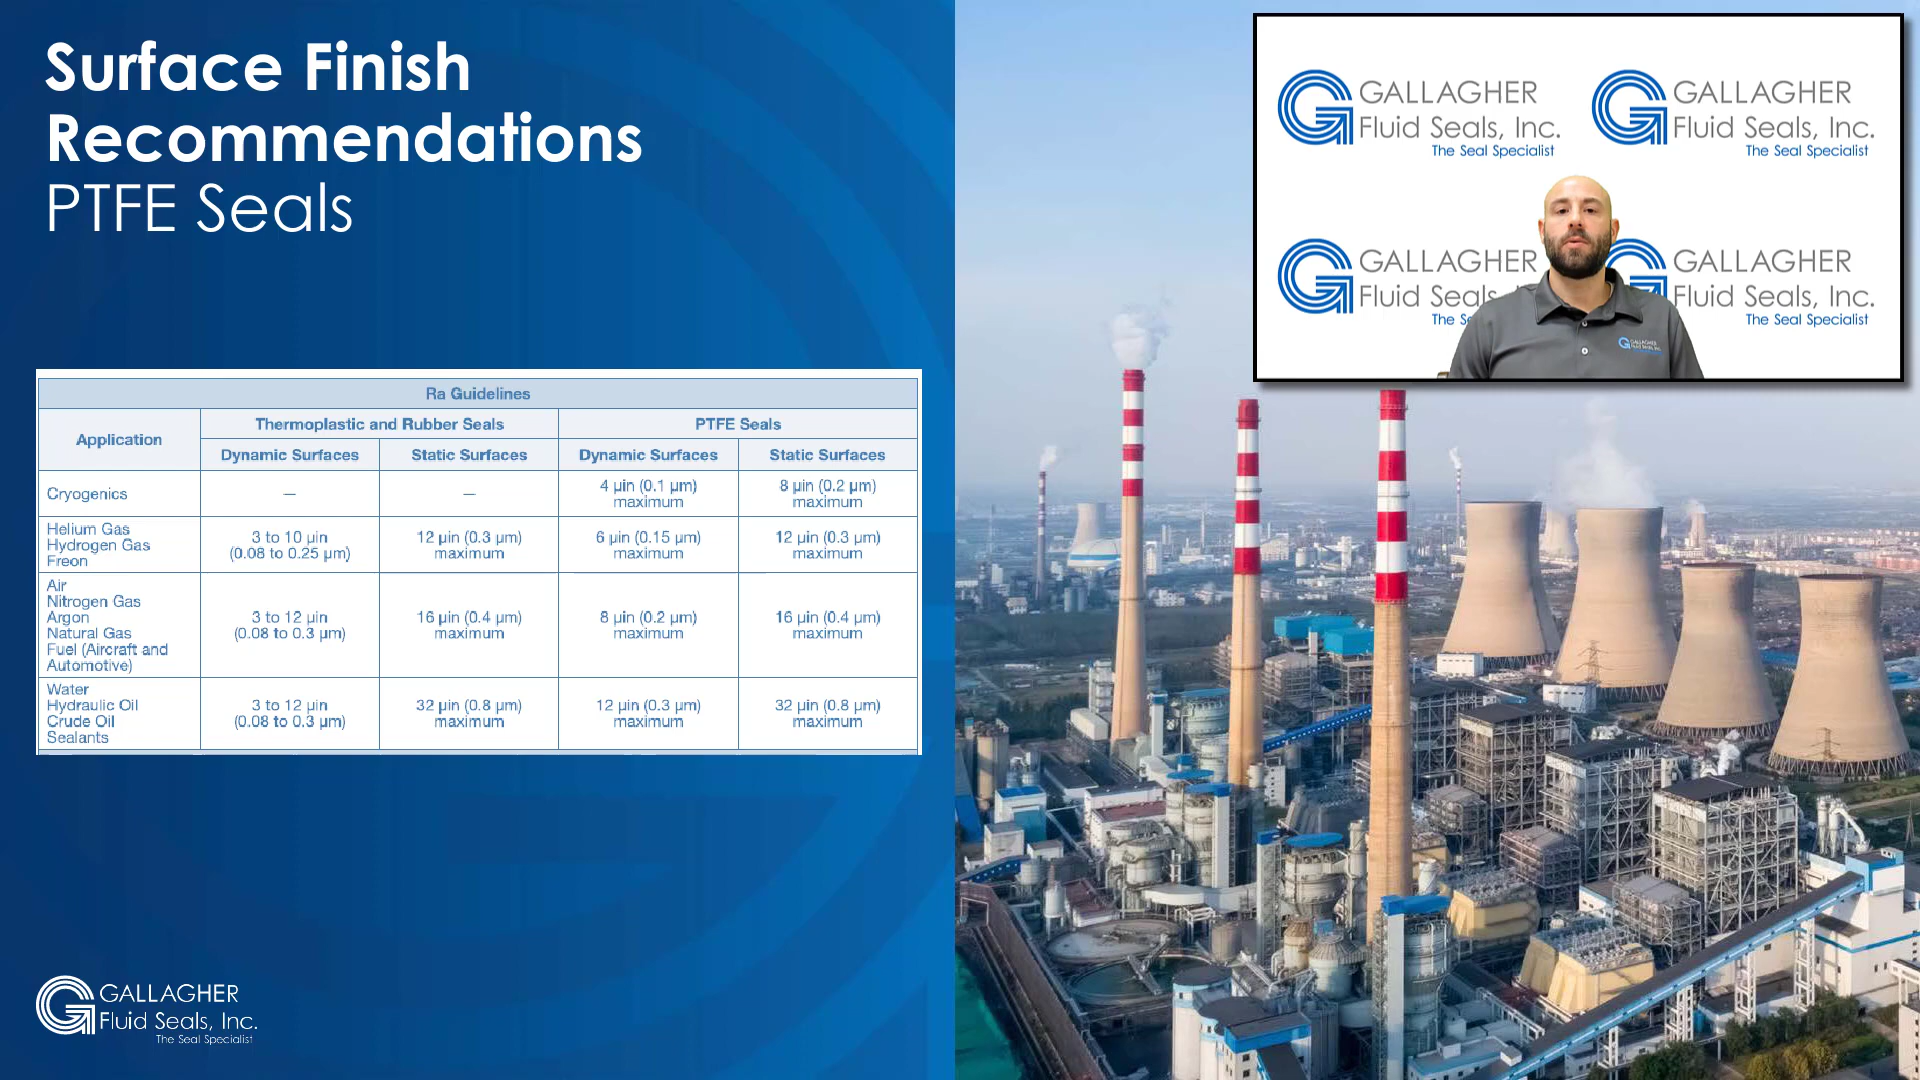 Surface Finish
Recommendations
PTFE Seals
Ra Guidelines
Application
Thermoplastic and Rubber Seals
PTFE Seals
Dynamic Surfaces
Static Surfaces
Dynamic Surfaces
Static Surfaces
Cryogenics
—
—
4 µin (0.1 µm)
maximum
8 µin (0.2 µm)
maximum
Helium Gas
Hydrogen Gas
Freon
3 to 10 µin
(0.08 to 0.25 µm)
12 µin (0.3 µm)
maximum
6 µin (0.15 µm)
maximum
12 µin (0.3 µm)
maximum
Air
Nitrogen Gas
Argon
Natural Gas
Fuel (Aircraft and
Automotive)
3 to 12 µin
(0.08 to 0.3 µm)
16 µin (0.4 µm)
maximum
8 µin (0.2 µm)
maximum
16 µin (0.4 µm)
maximum
Water
Hydraulic Oil
Crude Oil
Sealants
3 to 12 µin
(0.08 to 0.3 µm)
32 µin (0.8 µm)
maximum
12 µin (0.3 µm)
maximum
32 µin (0.8 µm)
maximum
GALLAGHER
Fluid Seals, Inc.
The Seal Specialist
GALLAGHER
Fluid Seals, Inc.
The Seal Specialist
GALLAGHER
Fluid Seals, Inc.
The Seal Specialist
GALLAGHER
Fluid Seals
The Se
GALLAGHER
Fluid Seals, Inc.
The Seal Specialist
GALLAGHER